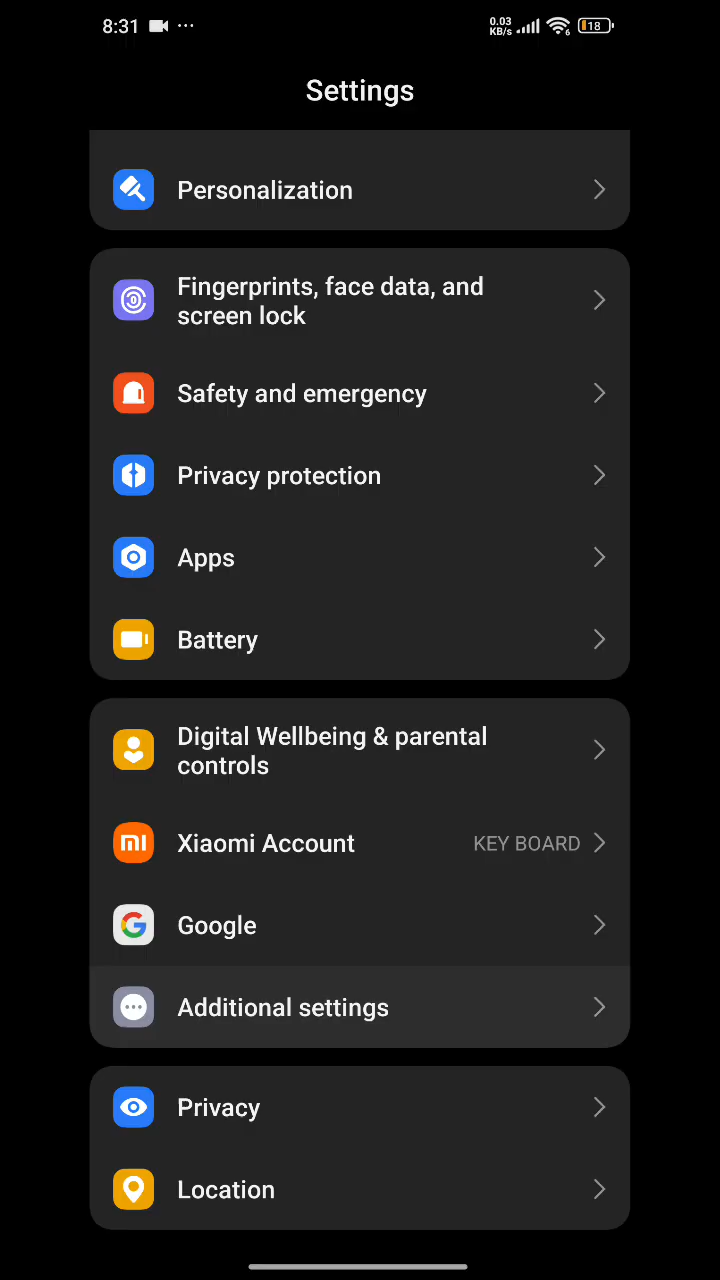 8:31
0.03
KB/s
6
18
Settings
Personalization
Fingerprints, face data, and
screen lock
Safety and emergency
Privacy protection
Apps
Battery
Digital Wellbeing & parental
controls
Xiaomi Account KEY BOARD
Google
Additional settings
Privacy
Location